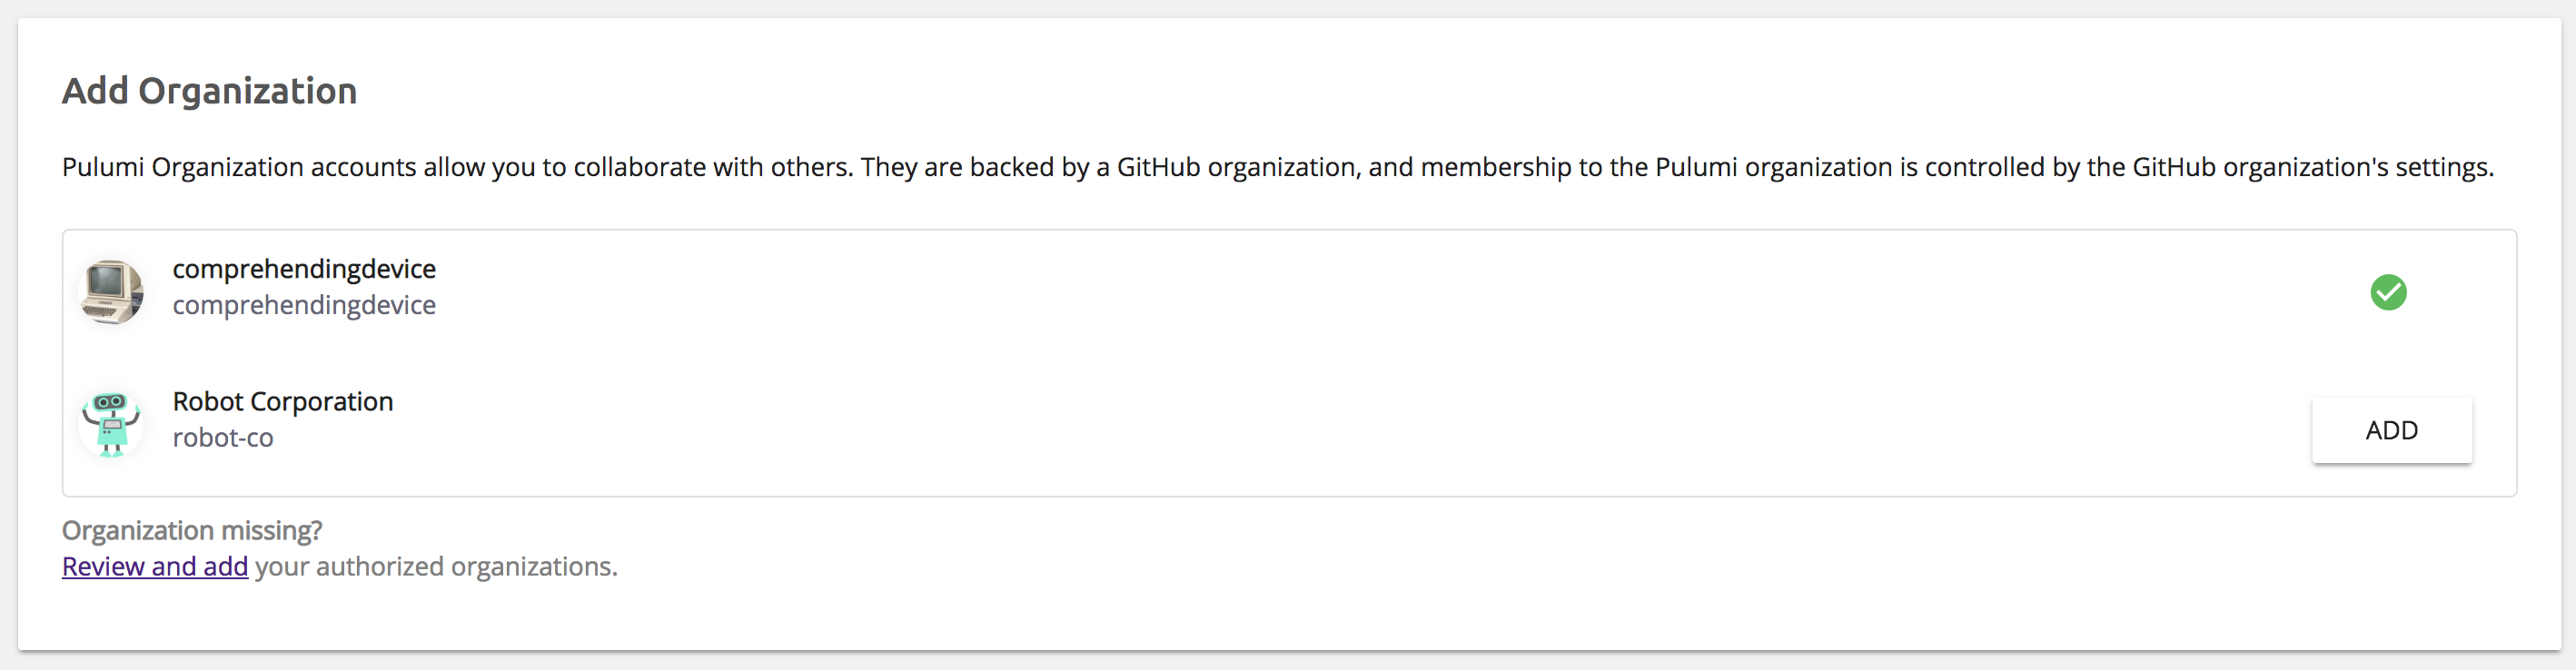 Add Organization
Pulumi Organization accounts allow you to collaborate with others. They are backed by a GitHub organization, and membership to the Pulumi organization is controlled by the GitHub organization's settings.
comprehendingdevice
comprehendingdevice
Robot Corporation
robot-co
ADD
Organization missing?
Review and add your authorized organizations.